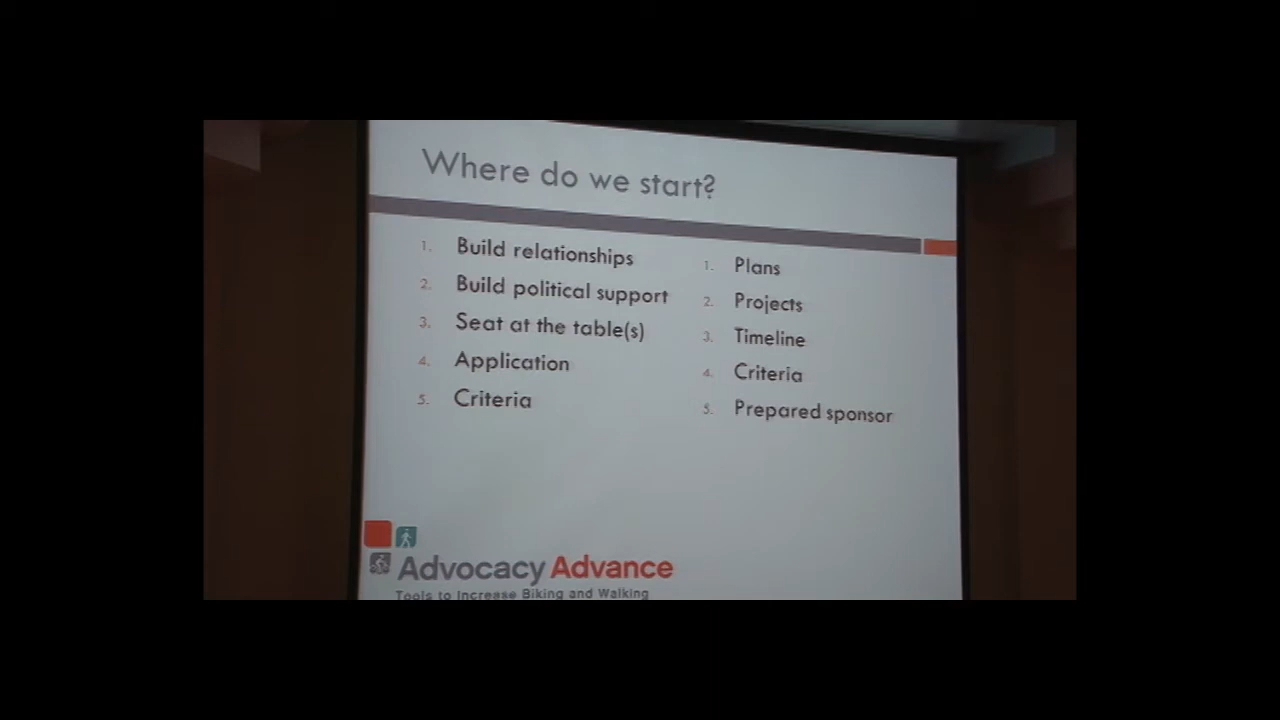 Where do we start?
1. Build relationships
2. Build political support
3. Seat at the table(s)
4. Application
5. Criteria
1. Plans
2. Projects
3. Timeline
4. Criteria
5. Prepared sponsor
Advocacy Advance
Tools to Increase Biking and Walking